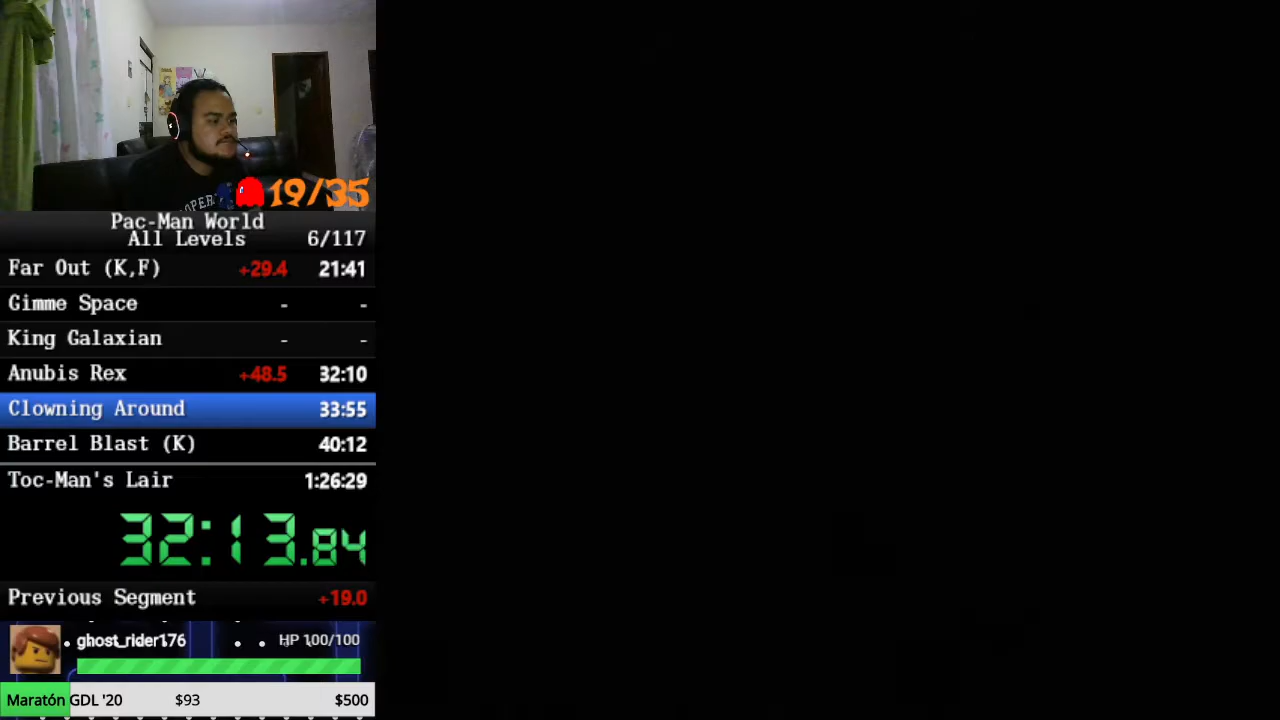 PROPERT
19/35
Pac-Man World
All Levels 6/117
Far Out (K,F) +29.4 21:41
Gimme Space - -
King Galaxian - -
Anubis Rex +48.5 32:10
Clowning Around 33:55
Barrel Blast (K) 40:12
Toc-Man's Lair 1:26:29
32:13.84
Previous Segment +19.0
ghost_rider176 HP 100/100
Maratón GDL '20 $93 $500